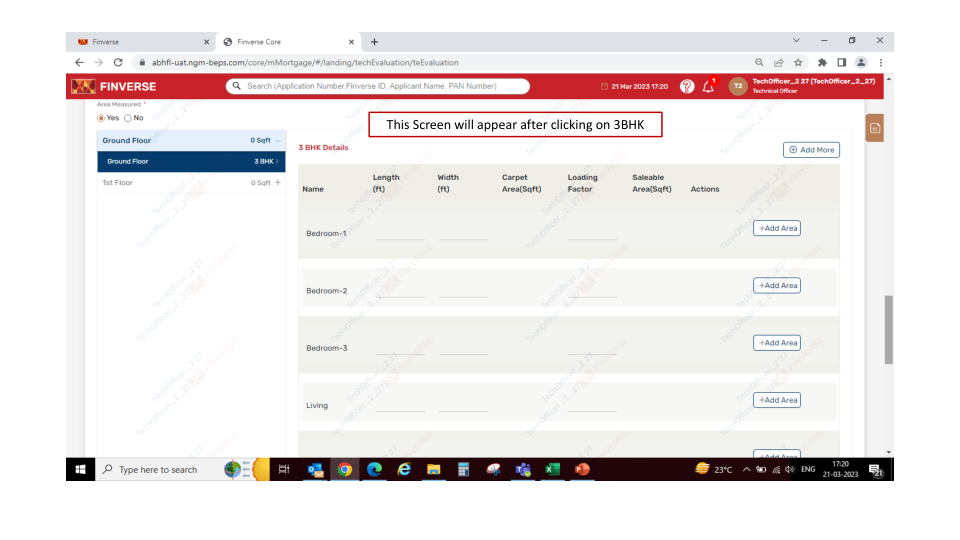 Finverse
Finverse Core
abhfl-uat.ngm-beps.com/core/mMortgage/#/landing/techEvaluation/teEvaluation
FINVERSE
Search (Application Number,Finverse ID, Applicant Name, PAN Number)
21 Mar 2023 17:20
T2
TechOfficer_2 27 (TechOfficer_2_27)
Technical Officer
Area Measured *
Yes No
This Screen will appear after clicking on 3BHK
Ground Floor 0 Sqft
Ground Floor 3 BHK
1st Floor 0 Sqft
3 BHK Details
Add More
Name Length (ft) Width (ft) Carpet Area(Sqft) Loading Factor Saleable Area(Sqft) Actions
Bedroom-1 +Add Area
Bedroom-2 +Add Area
Bedroom-3 +Add Area
Living +Add Area
+Add Area
Type here to search
23°C
ENG
17:20
21-03-2023